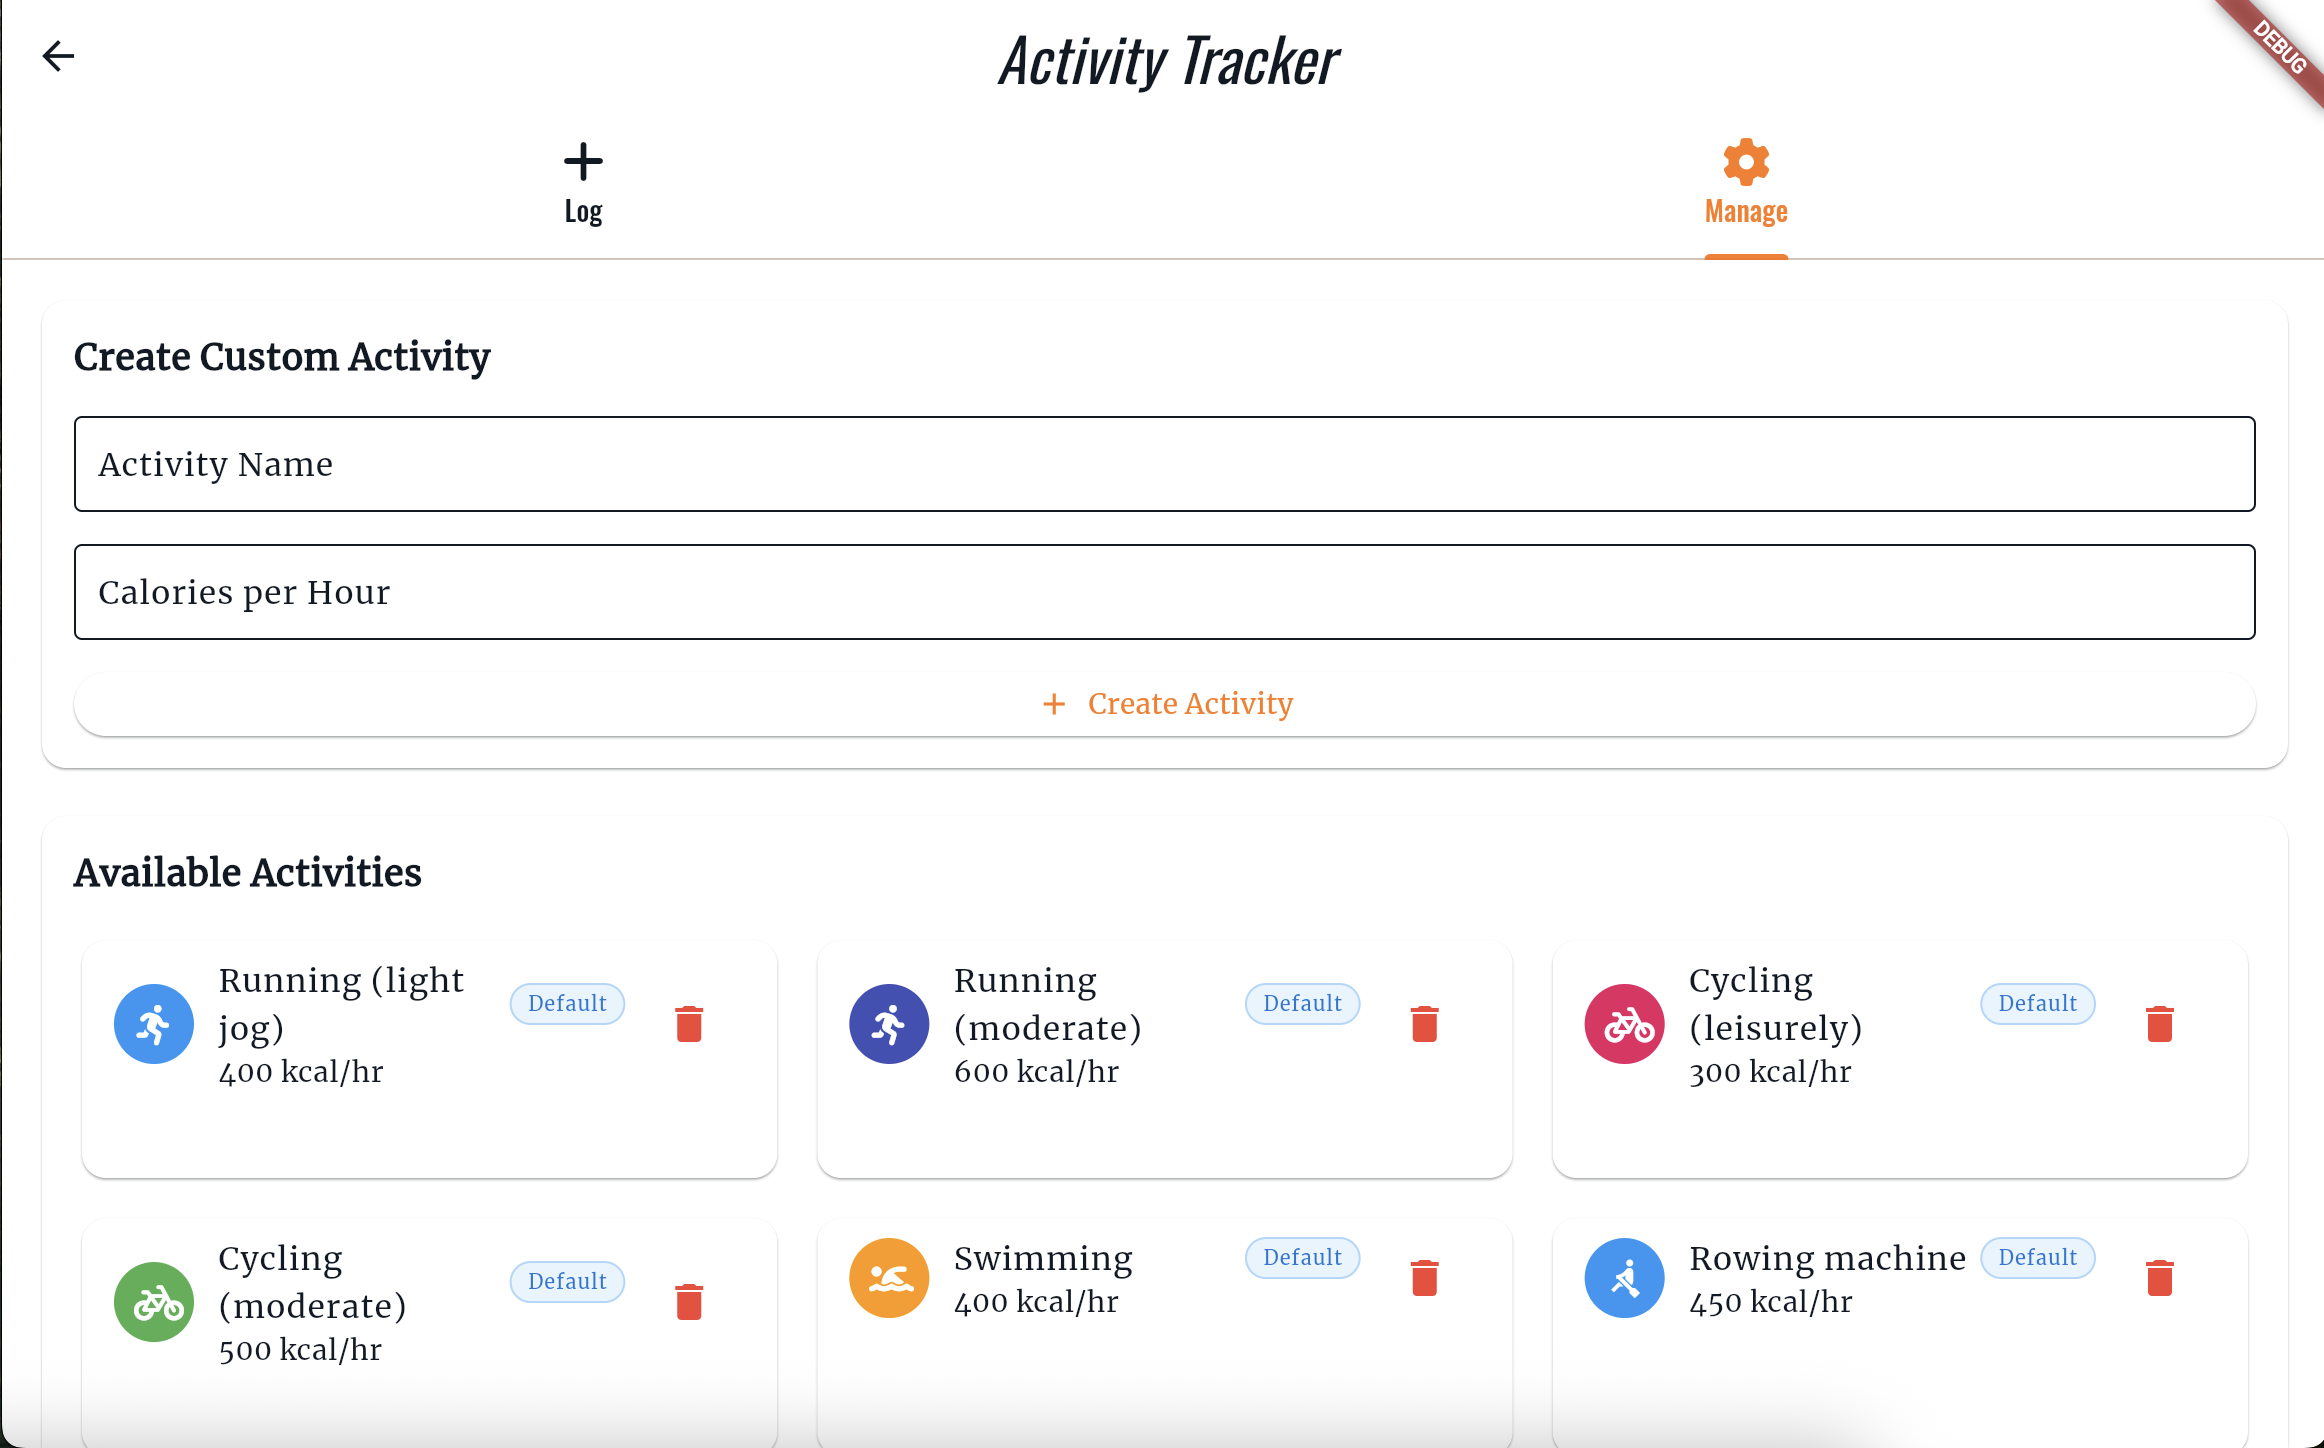 Activity Tracker
DEBUG
Log
Manage
Create Custom Activity
Activity Name
Calories per Hour
+ Create Activity
Available Activities
Running (light
jog)
400 kcal/hr
Default
Running
(moderate)
600 kcal/hr
Default
Cycling
(leisurely)
300 kcal/hr
Default
Cycling
(moderate)
500 kcal/hr
Default
Swimming
400 kcal/hr
Default
Rowing machine
450 kcal/hr
Default